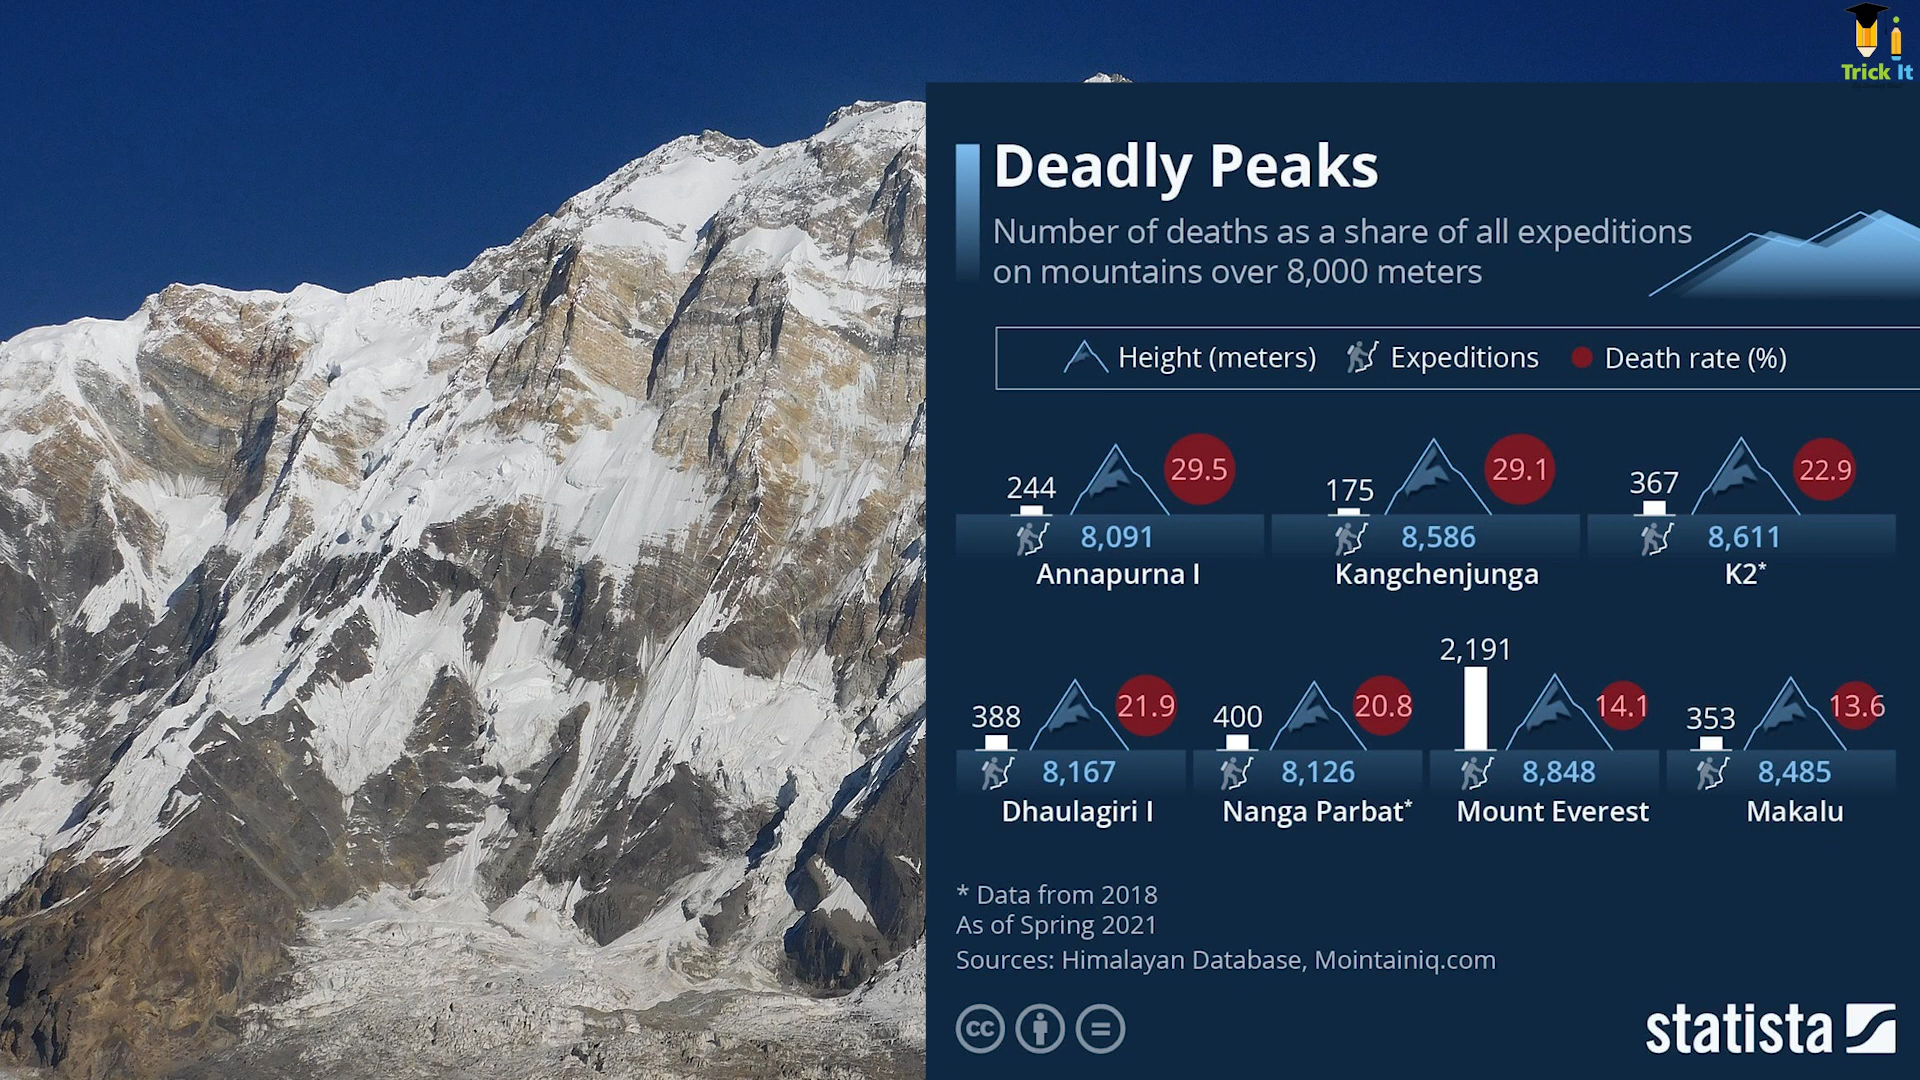 Trick It
Deadly Peaks
Number of deaths as a share of all expeditions
on mountains over 8,000 meters
Height (meters) Expeditions Death rate (%)
244 29.5 175 29.1 367 22.9
8,091 8,586 8,611
Annapurna I Kangchenjunga K2*
2,191
388 21.9 400 20.8 14.1 353 13.6
8,167 8,126 8,848 8,485
Dhaulagiri I Nanga Parbat* Mount Everest Makalu
* Data from 2018
As of Spring 2021
Sources: Himalayan Database, Mointainiq.com
cc =
statista